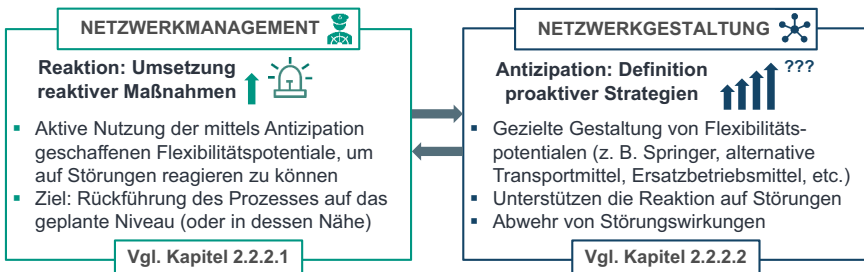 NETZWERKMANAGEMENT
Reaktion: Umsetzung
reaktiver Maßnahmen
▪ Aktive Nutzung der mittels Antizipation
geschaffenen Flexibilitätspotentiale, um
auf Störungen reagieren zu können
▪ Ziel: Rückführung des Prozesses auf das
geplante Niveau (oder in dessen Nähe)
Vgl. Kapitel 2.2.2.1
NETZWERKGESTALTUNG
Antizipation: Definition
proaktiver Strategien
???
▪ Gezielte Gestaltung von Flexibilitäts-
potentialen (z. B. Springer, alternative
Transportmittel, Ersatzbetriebsmittel, etc.)
▪ Unterstützen die Reaktion auf Störungen
▪ Abwehr von Störungswirkungen
Vgl. Kapitel 2.2.2.2